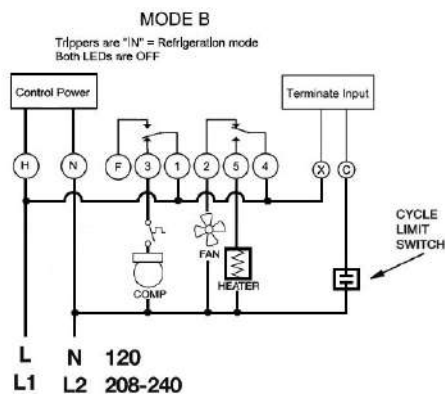 MODE B
Trippers are "IN" = Refrigeration mode
Both LEDs are OFF
Control Power
Terminate Input
H
N
F
3
1
2
5
4
X
C
FAN
COMP
HEATER
CYCLE
LIMIT
SWITCH
L N 120
L1 L2 208-240